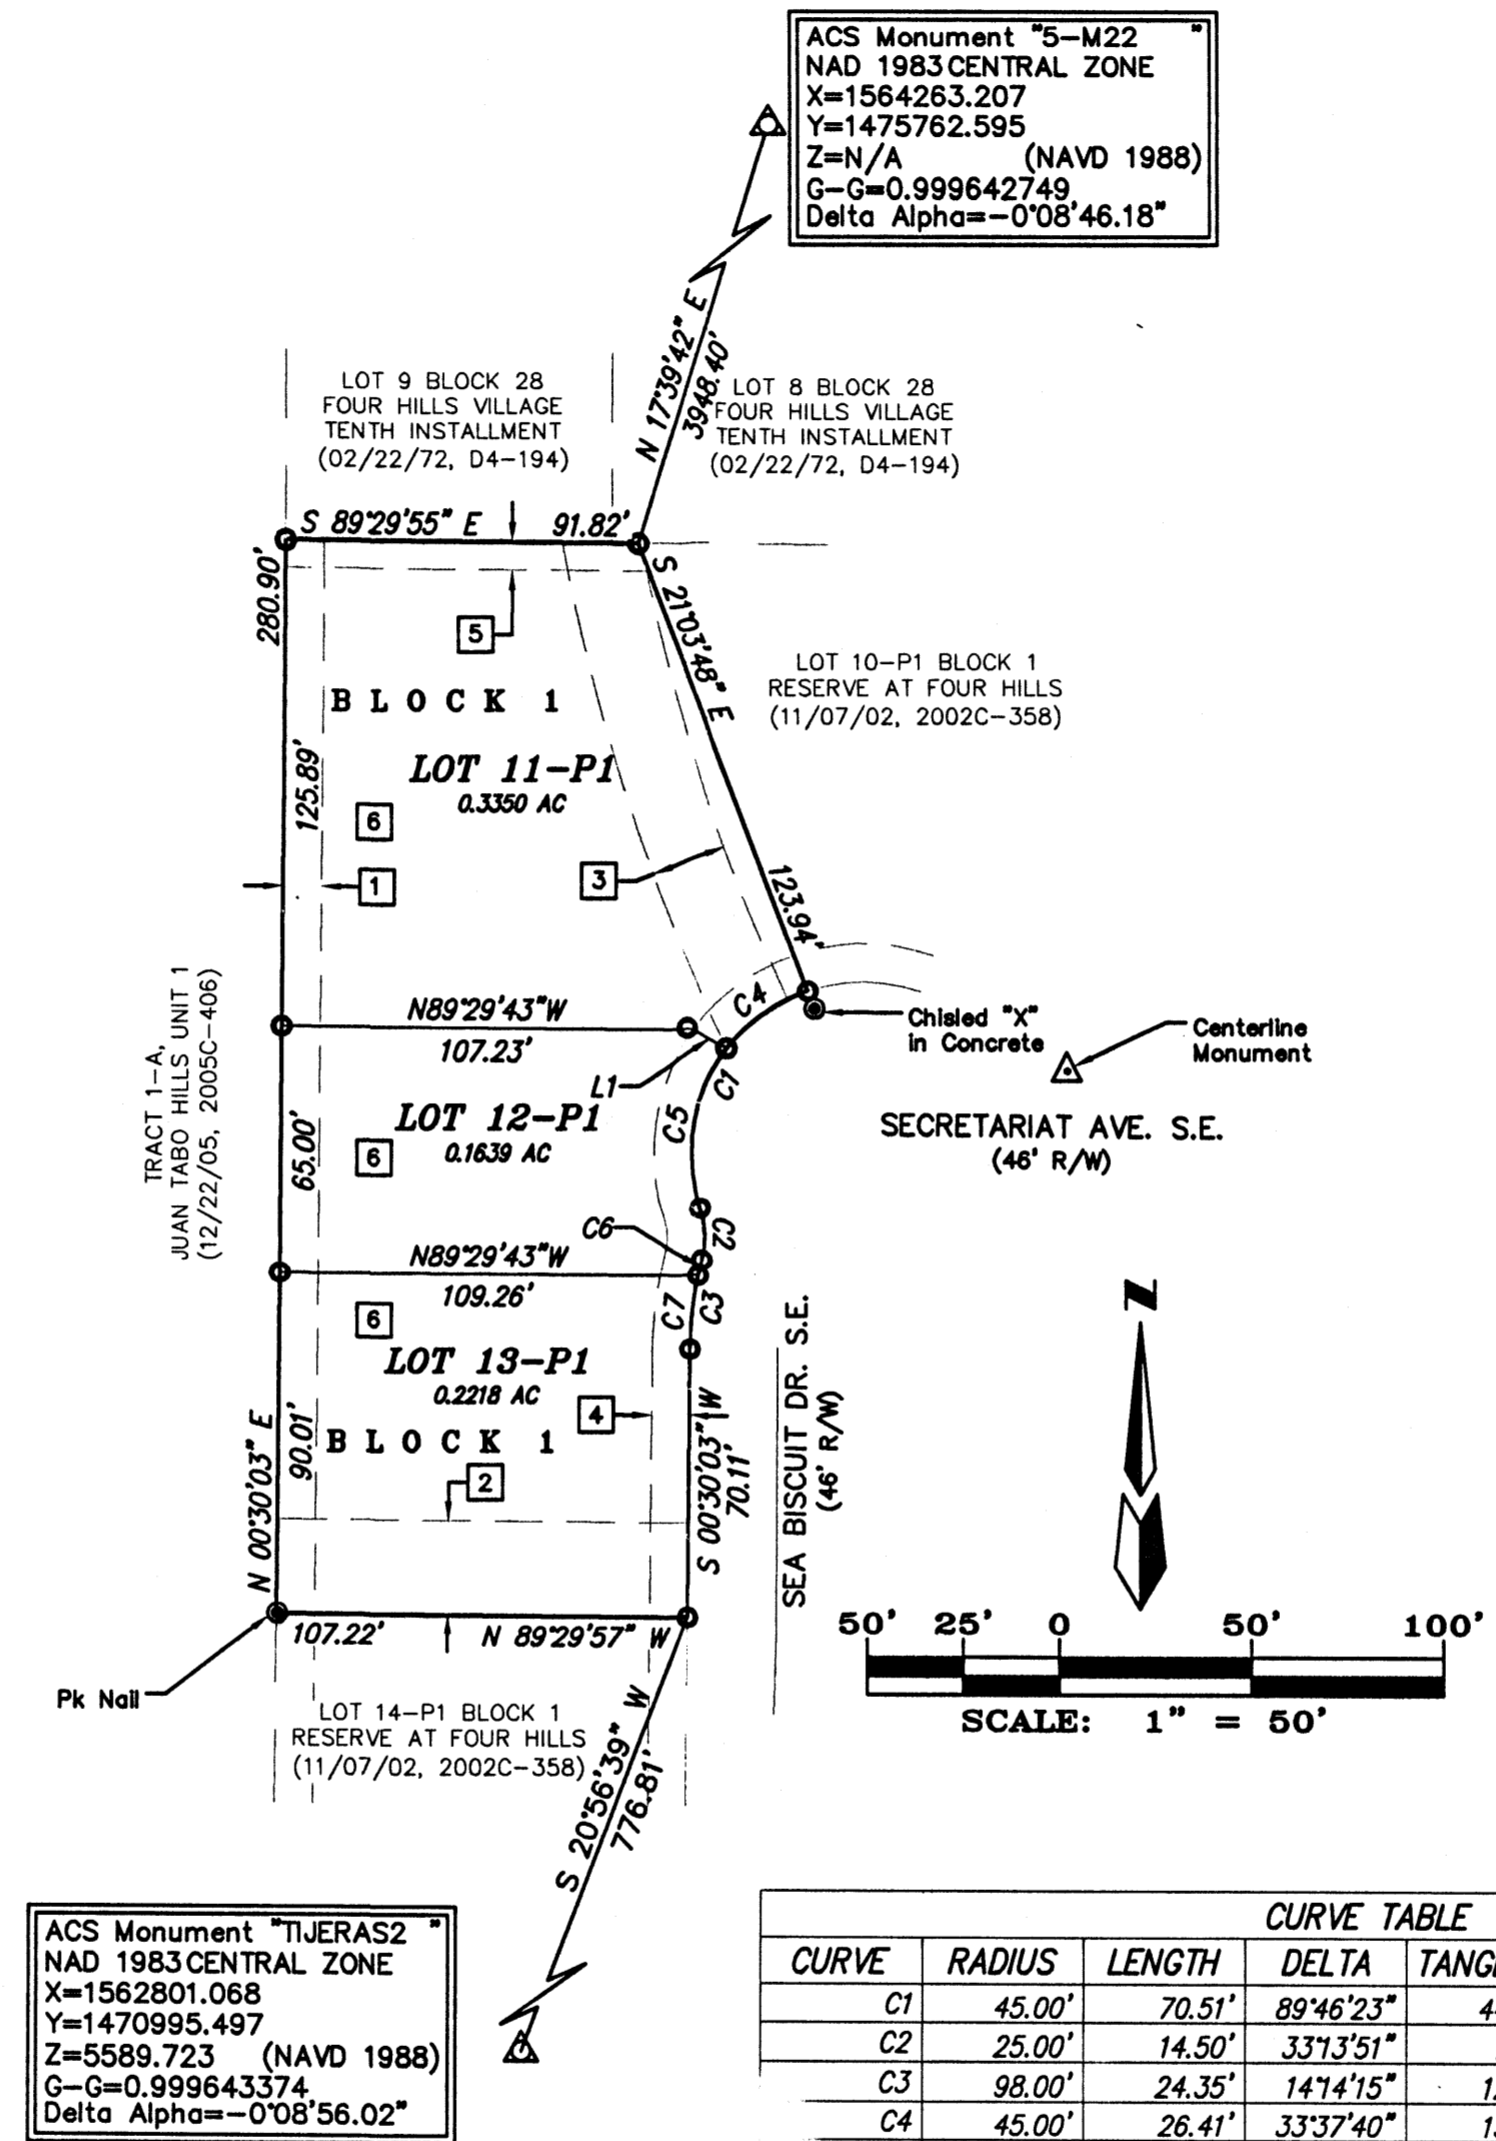 ACS Monument "5-M22 "
NAD 1983 CENTRAL ZONE
X=1564263.207
Y=1475762.595
Z=N/A (NAVD 1988)
G-G=0.999642749
Delta Alpha=-0°08'46.18"
N 17°39'42" E
3948.40'
LOT 9 BLOCK 28
FOUR HILLS VILLAGE
TENTH INSTALLMENT
(02/22/72, D4-194)
LOT 8 BLOCK 28
FOUR HILLS VILLAGE
TENTH INSTALLMENT
(02/22/72, D4-194)
S 89°29'55" E 91.82'
280.90'
5
S 21°03'48" E
123.94'
LOT 10-P1 BLOCK 1
RESERVE AT FOUR HILLS
(11/07/02, 2002C-358)
BLOCK 1
LOT 11-P1
0.3350 AC
125.89'
6
1
3
TRACT 1-A,
JUAN TABO HILLS UNIT 1
(12/22/05, 2005C-406)
N89°29'43"W
107.23'
C4
L1
C1
C5
Chisled "X"
in Concrete
Centerline
Monument
SECRETARIAT AVE. S.E.
(46' R/W)
LOT 12-P1
0.1639 AC
65.00'
6
C6
C2
N89°29'43"W
109.26'
C7
C3
6
LOT 13-P1
0.2218 AC
4
BLOCK 1
N 00°30'03" E
90.01'
2
S 00°30'03" W
70.11'
SEA BISCUIT DR. S.E.
(46' R/W)
N
107.22' N 89°29'57" W
Pk Nail
LOT 14-P1 BLOCK 1
RESERVE AT FOUR HILLS
(11/07/02, 2002C-358)
S 20°56'39" W
776.81'
50' 25' 0 50' 100'
SCALE: 1" = 50'
ACS Monument "TIJERAS2 "
NAD 1983 CENTRAL ZONE
X=1562801.068
Y=1470995.497
Z=5589.723 (NAVD 1988)
G-G=0.999643374
Delta Alpha=-0°08'56.02"
CURVE TABLE
CURVE RADIUS LENGTH DELTA
C1 45.00' 70.51' 89°46'23"
C2 25.00' 14.50' 33°13'51"
C3 98.00' 24.35' 14°14'15"
C4 45.00' 26.41' 33°37'40"